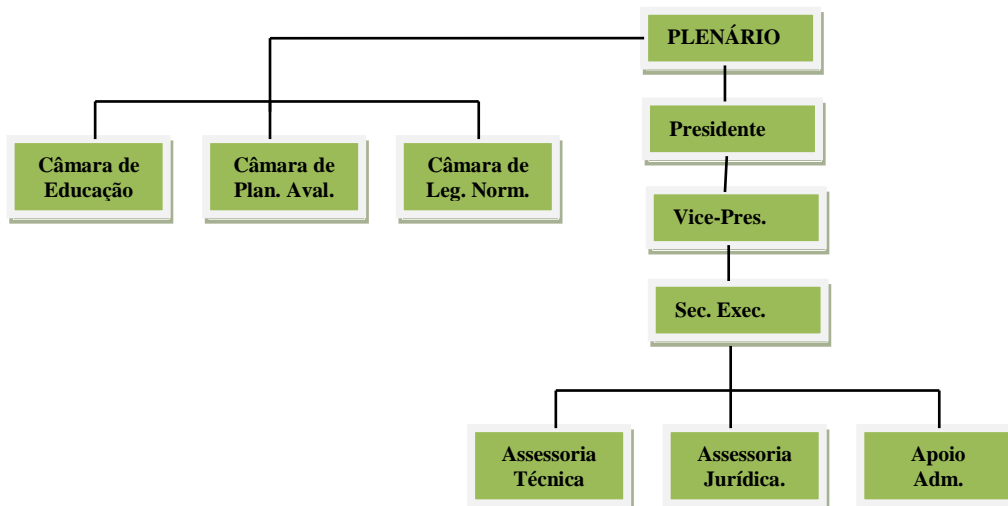 PLENÁRIO
Presidente
Câmara de
Educação
Câmara de
Plan. Aval.
Câmara de
Leg. Norm.
Vice-Pres.
Sec. Exec.
Assessoria
Técnica
Assessoria
Jurídica.
Apoio
Adm.